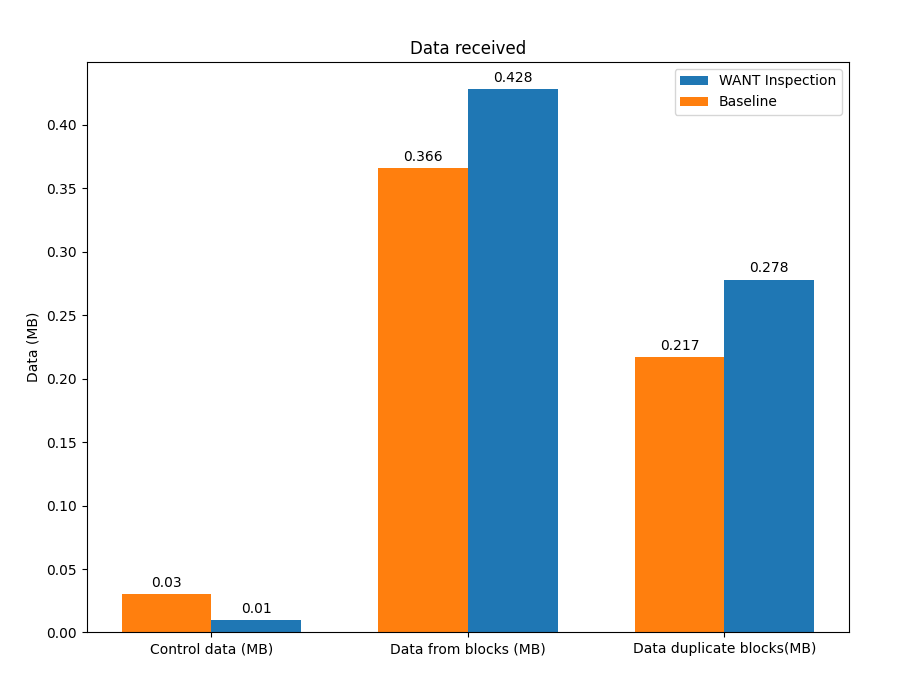 Data received
WANT Inspection
Baseline
Data (MB)
0.40
0.35
0.30
0.25
0.20
0.15
0.10
0.05
0.00
0.03
0.01
0.366
0.428
0.217
0.278
Control data (MB)
Data from blocks (MB)
Data duplicate blocks(MB)